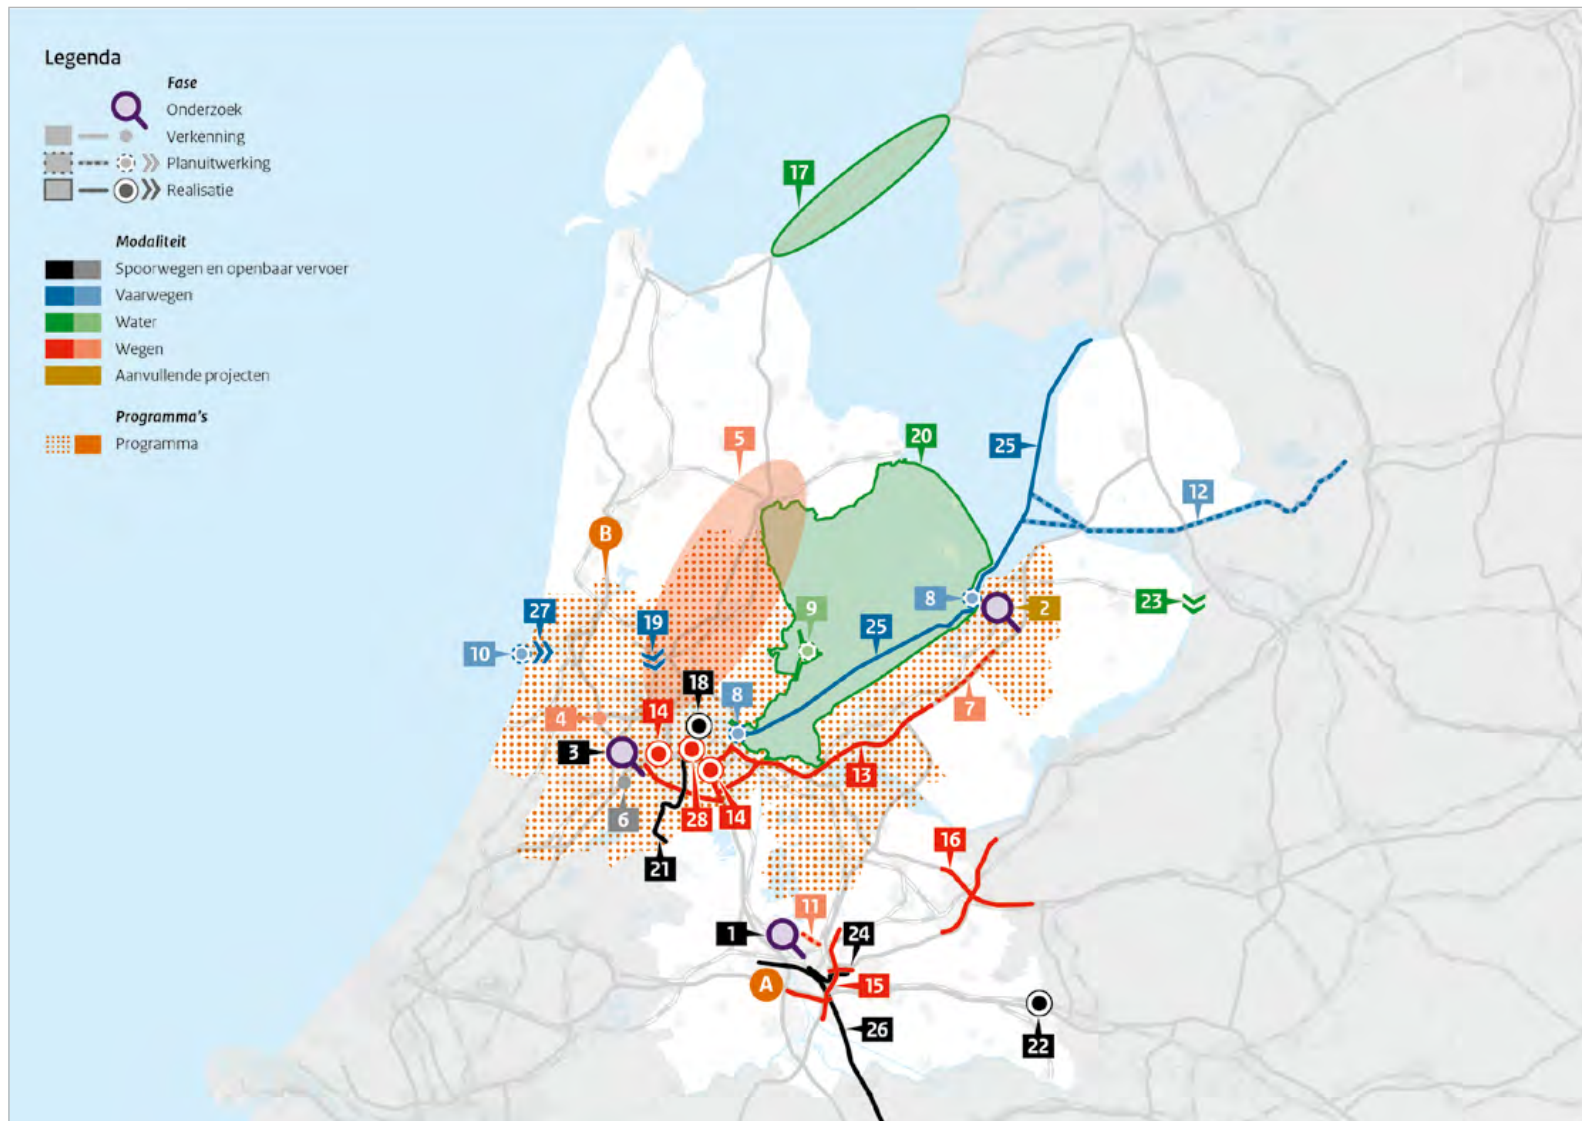 Legenda
Fase
Onderzoek
Verkenning
Planuitwerking
Realisatie
Modaliteit
Spoorwegen en openbaar vervoer
Vaarwegen
Water
Wegen
Aanvullende projecten
Programma's
Programma
17
5
20
25
12
B
27
19
9
8
2
23
10
25
18
8
4
14
7
3
13
6
28
14
21
16
11
1
24
A
15
26
22